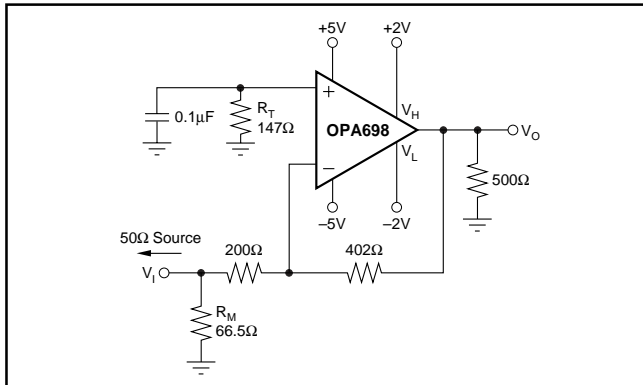 +5V
+2V
0.1µF
R_T
147Ω
+
−
OPA698
V_H
V_L
V_O
500Ω
−5V
−2V
50Ω Source
V_I
200Ω
402Ω
R_M
66.5Ω